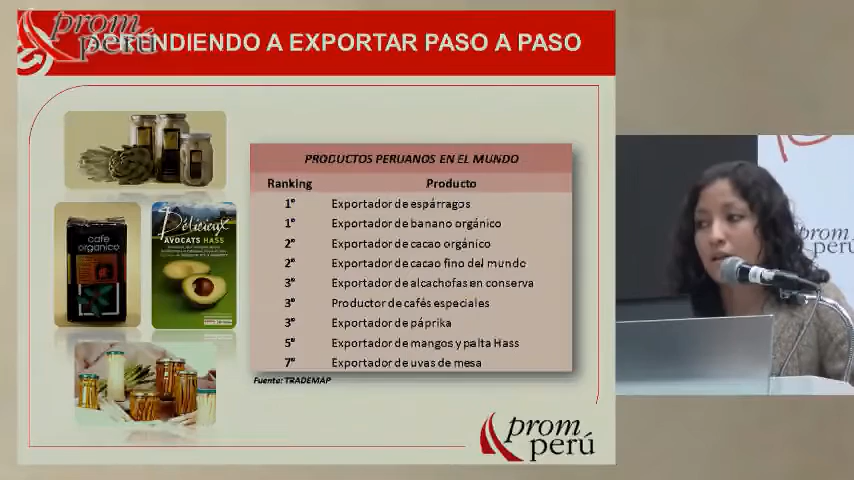 APRENDIENDO A EXPORTAR PASO A PASO
prom
perú
PRODUCTOS PERUANOS EN EL MUNDO
Ranking Producto
1° Exportador de espárragos
1° Exportador de banano orgánico
2° Exportador de cacao orgánico
2° Exportador de cacao fino del mundo
3° Exportador de alcachofas en conserva
3° Productor de cafés especiales
3° Exportador de páprika
5° Exportador de mangos y palta Hass
7° Exportador de uvas de mesa
Fuente: TRADEMAP
cafe
organico
Délicieux
AVOCATS HASS
prom
perú
prom
perú